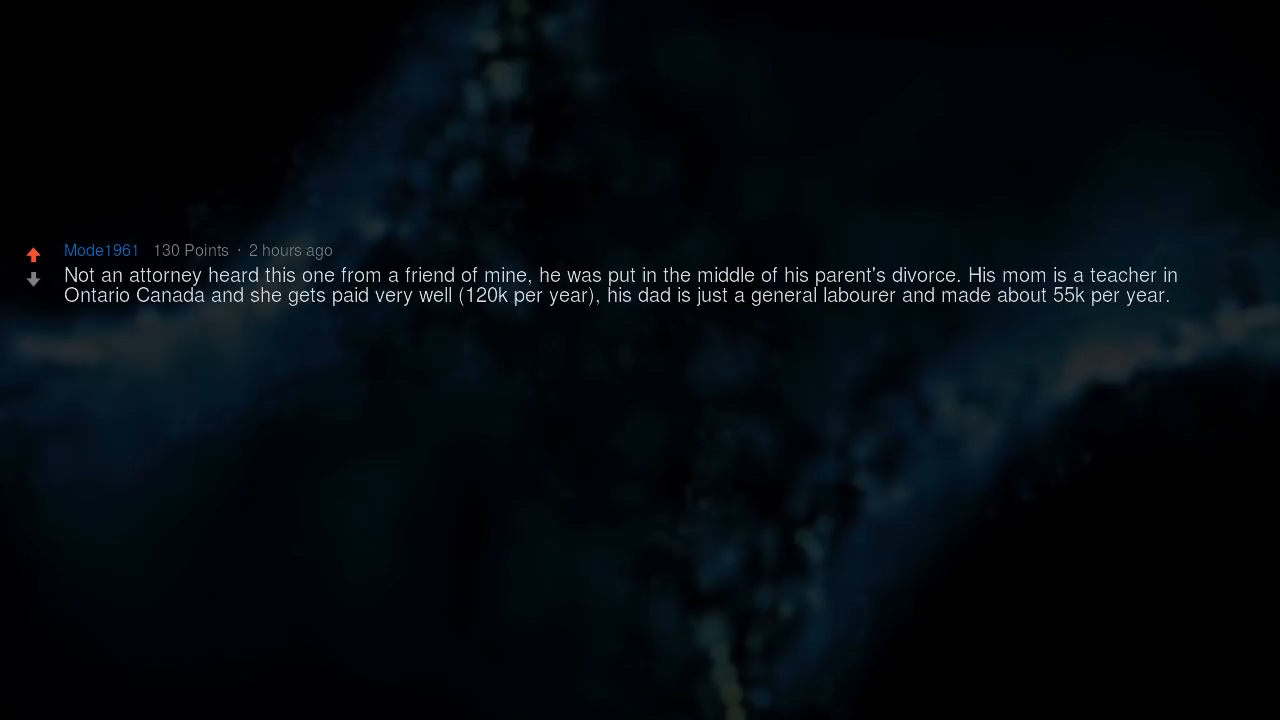 Mode1961 130 Points · 2 hours ago
Not an attorney heard this one from a friend of mine, he was put in the middle of his parent's divorce. His mom is a teacher in
Ontario Canada and she gets paid very well (120k per year), his dad is just a general labourer and made about 55k per year.